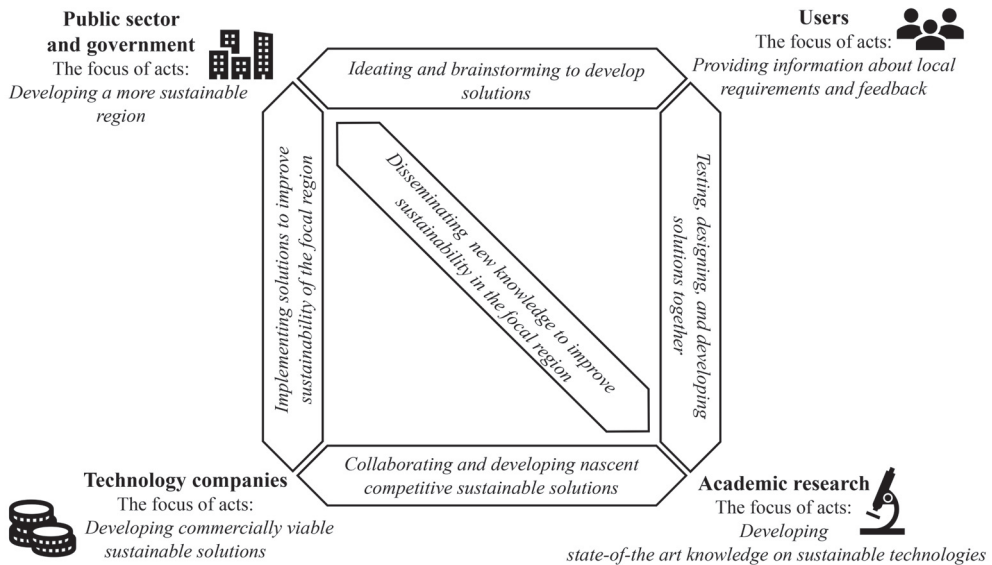 Public sector
and government
The focus of acts:
Developing a more sustainable
region
Users
The focus of acts:
Providing information about local
requirements and feedback
Ideating and brainstorming to develop
solutions
Implementing solutions to improve
sustainability of the focal region
Disseminating new knowledge to improve
sustainability in the focal region
Testing, designing, and developing
solutions together
Collaborating and developing nascent
competitive sustainable solutions
Technology companies
The focus of acts:
Developing commercially viable
sustainable solutions
Academic research
The focus of acts:
Developing
state-of-the art knowledge on sustainable technologies